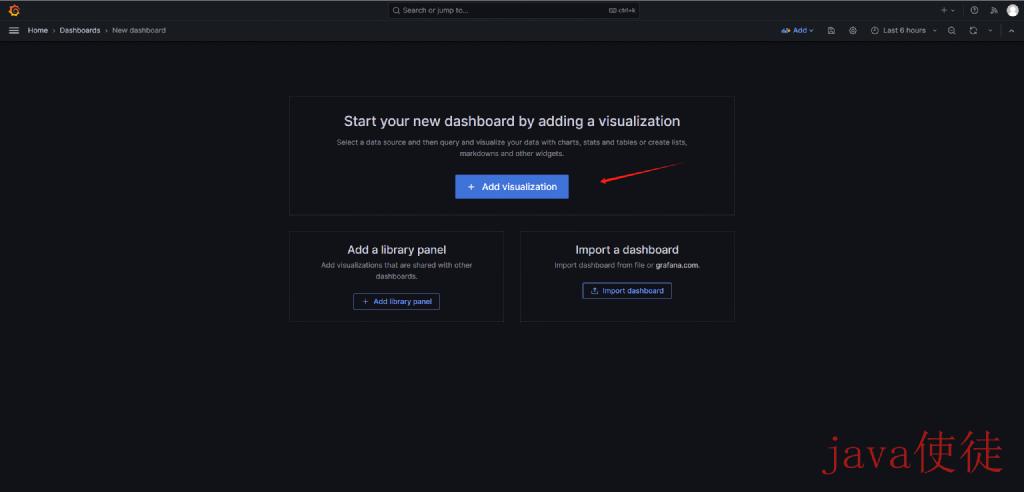 Search or jump to...
ctrl+k
Home › Dashboards › New dashboard
Add
Last 6 hours
Start your new dashboard by adding a visualization
Select a data source and then query and visualize your data with charts, stats and tables or create lists,
markdowns and other widgets.
+ Add visualization
Add a library panel
Add visualizations that are shared with other
dashboards.
+ Add library panel
Import a dashboard
Import dashboard from file or grafana.com.
Import dashboard
java使徒